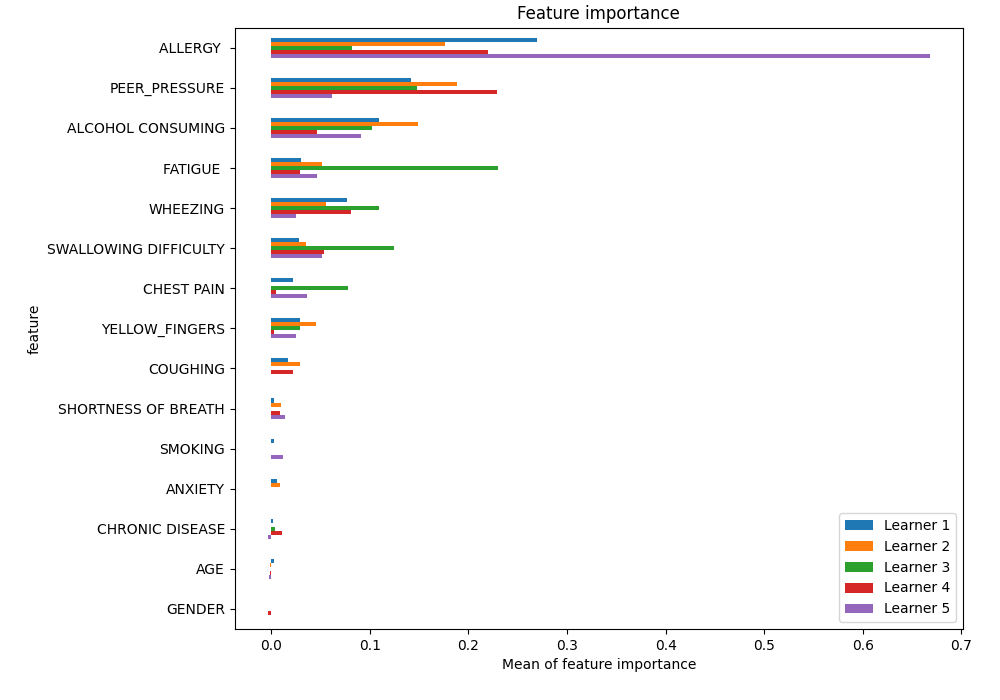 Feature importance
ALLERGY
PEER_PRESSURE
ALCOHOL CONSUMING
FATIGUE
WHEEZING
SWALLOWING DIFFICULTY
CHEST PAIN
YELLOW_FINGERS
COUGHING
SHORTNESS OF BREATH
SMOKING
ANXIETY
CHRONIC DISEASE
AGE
GENDER
feature
Learner 1
Learner 2
Learner 3
Learner 4
Learner 5
0.0 0.1 0.2 0.3 0.4 0.5 0.6 0.7
Mean of feature importance